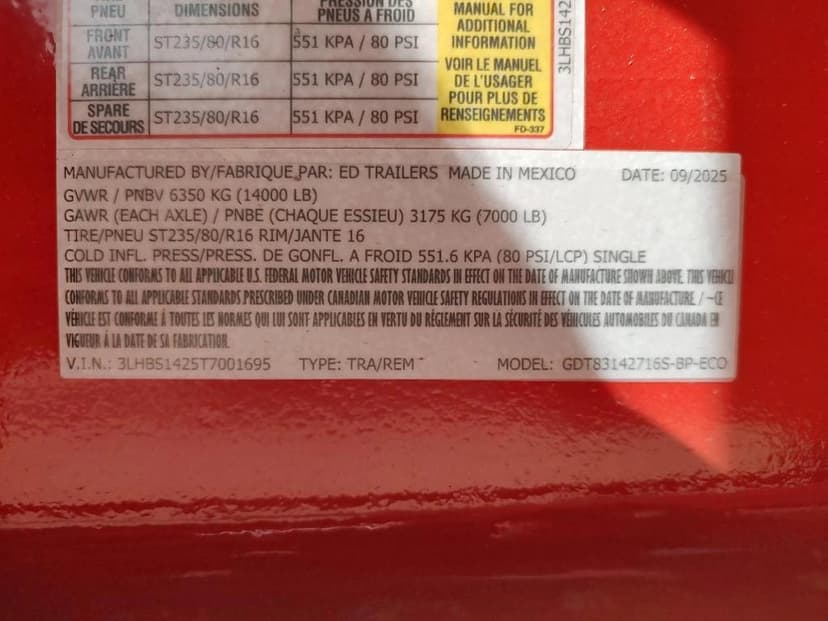 PNEU DIMENSIONS PRESSION DES PNEUS A FROID MANUAL FOR ADDITIONAL INFORMATION
FRONT AVANT ST235/80/R16 551 KPA / 80 PSI
REAR ARRIÈRE ST235/80/R16 551 KPA / 80 PSI
SPARE DE SECOURS ST235/80/R16 551 KPA / 80 PSI
VOIR LE MANUEL DE L'USAGER POUR PLUS DE RENSEIGNEMENTS
FD-337
3LHBS142
MANUFACTURED BY/FABRIQUE PAR: ED TRAILERS MADE IN MEXICO DATE: 09/2025
GVWR / PNBV 6350 KG (14000 LB)
GAWR (EACH AXLE) / PNBE (CHAQUE ESSIEU) 3175 KG (7000 LB)
TIRE/PNEU ST235/80/R16 RIM/JANTE 16
COLD INFL. PRESS/PRESS. DE GONFL. A FROID 551.6 KPA (80 PSI/LCP) SINGLE
THIS VEHICLE CONFORMS TO ALL APPLICABLE U.S. FEDERAL MOTOR VEHICLE SAFETY STANDARDS IN EFFECT ON THE DATE OF MANUFACTURE SHOWN ABOVE. THIS VEHICLE
CONFORMS TO ALL APPLICABLE STANDARDS PRESCRIBED UNDER CANADIAN MOTOR VEHICLE SAFETY REGULATIONS IN EFFECT ON THE DATE OF MANUFACTURE. / –CE
VÉHICLE EST CONFORME À TOUTES LES NORMES QUI LUI SONT APPLICABLES EN VERTU DU RÉGLEMENT SUR LA SÉCURITÉ DES VÉHICULES AUTOMOBILES DU CANADA EN
VIGUEUR À LA DATE DE SA FABRICATION.
V.I.N.: 3LHBS1425T7001695 TYPE: TRA/REM MODEL: GDT83142716S-BP-ECO